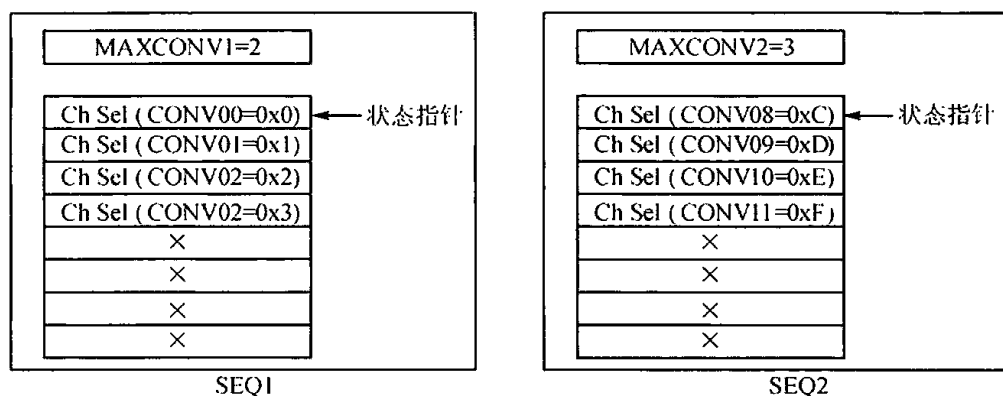 MAXCONV1=2
Ch Sel (CONV00=0x0)
状态指针
Ch Sel (CONV01=0x1)
Ch Sel (CONV02=0x2)
Ch Sel (CONV02=0x3)
×
×
×
×
SEQ1
MAXCONV2=3
Ch Sel (CONV08=0xC)
状态指针
Ch Sel (CONV09=0xD)
Ch Sel (CONV10=0xE)
Ch Sel (CONV11=0xF)
×
×
×
×
SEQ2